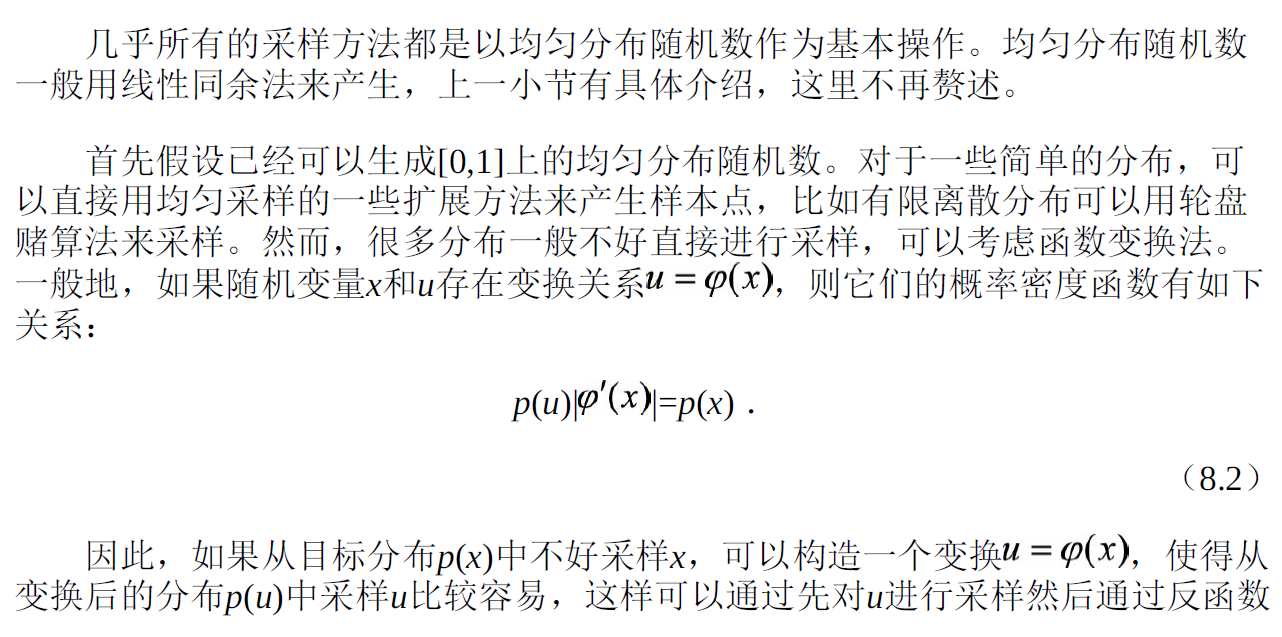 几乎所有的采样方法都是以均匀分布随机数作为基本操作。均匀分布随机数
一般用线性同余法来产生，上一小节有具体介绍，这里不再赘述。
首先假设已经可以生成[0,1]上的均匀分布随机数。对于一些简单的分布，可
以直接用均匀采样的一些扩展方法来产生样本点，比如有限离散分布可以用轮盘
赌算法来采样。然而，很多分布一般不好直接进行采样，可以考虑函数变换法。
一般地，如果随机变量x和u存在变换关系u = φ(x)，则它们的概率密度函数有如下
关系：
p(u)|φ′(x)|=p(x) .
（8.2）
因此，如果从目标分布p(x)中不好采样x，可以构造一个变换u = φ(x)，使得从
变换后的分布p(u)中采样u比较容易，这样可以通过先对u进行采样然后通过反函数